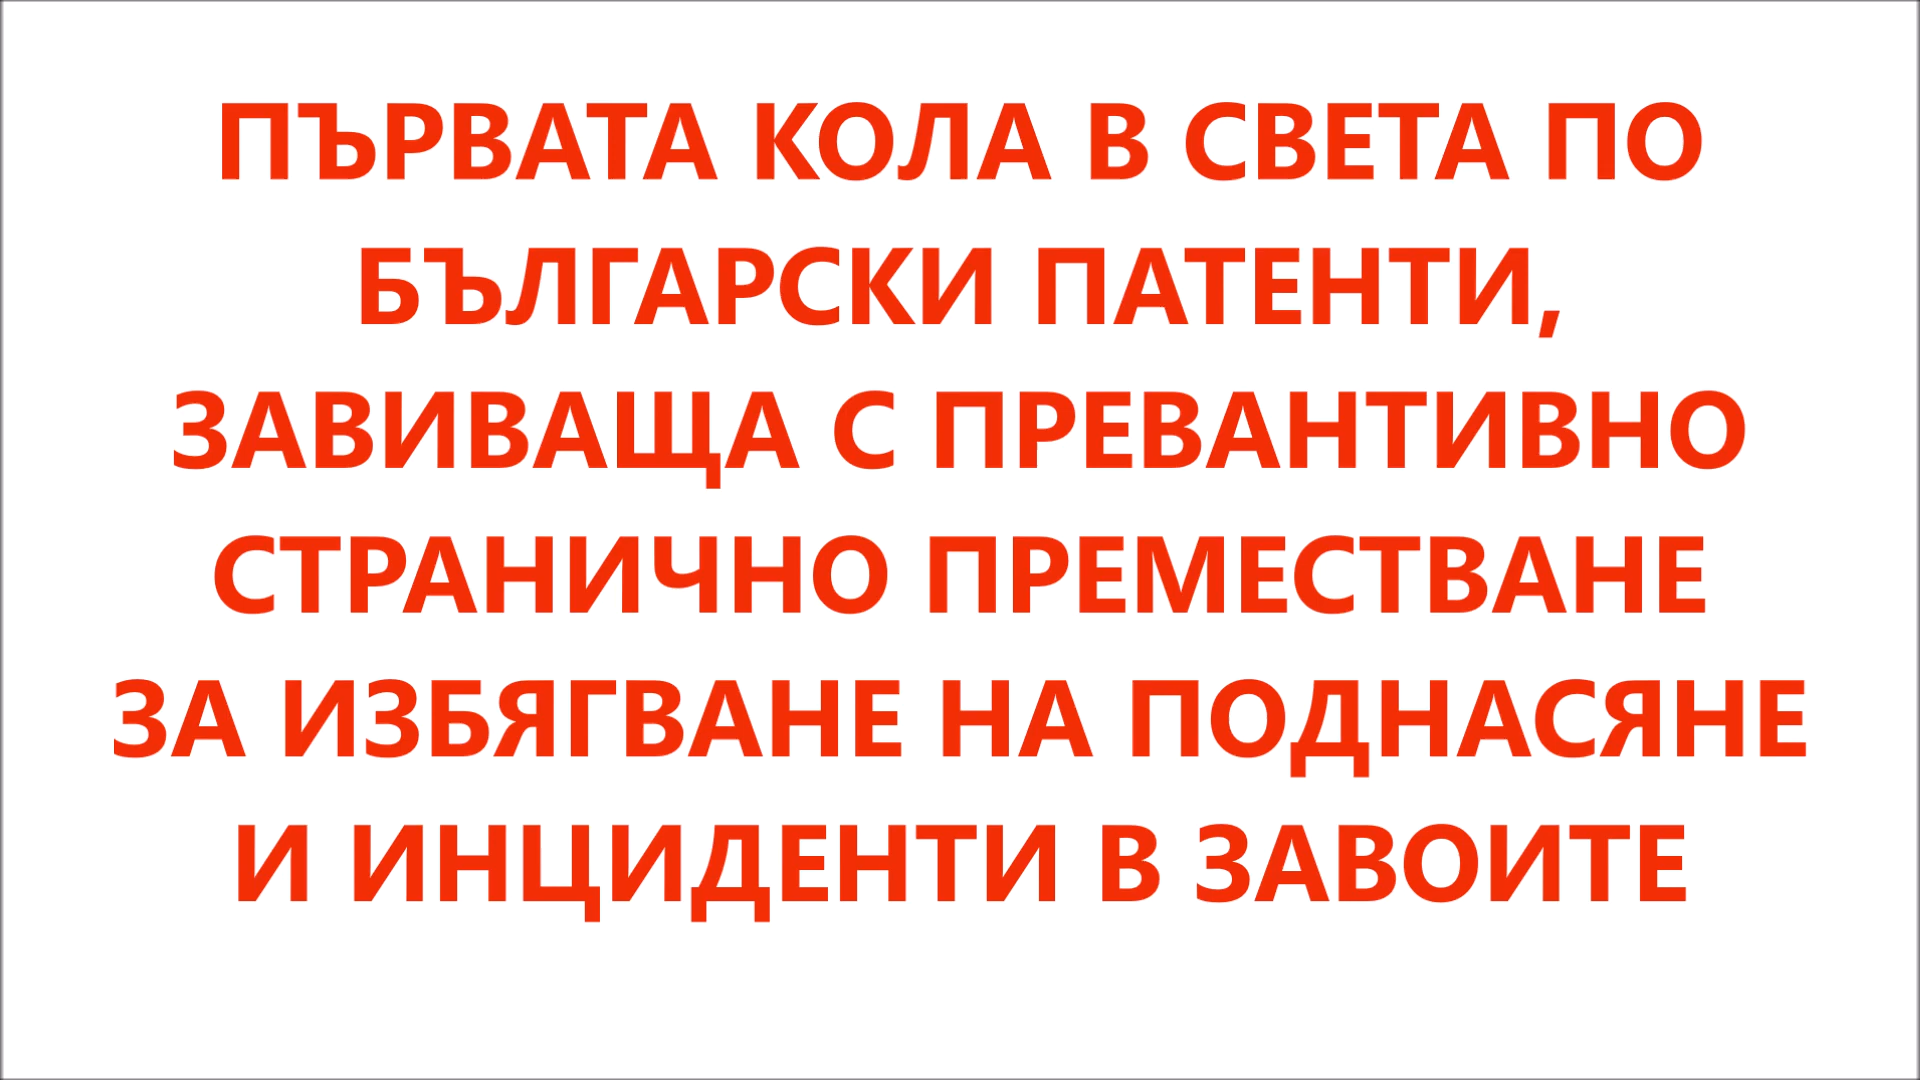 ПЪРВАТА КОЛА В СВЕТА ПО
БЪЛГАРСКИ ПАТЕНТИ,
ЗАВИВАЩА С ПРЕВАНТИВНО
СТРАНИЧНО ПРЕМЕСТВАНЕ
ЗА ИЗБЯГВАНЕ НА ПОДНАСЯНЕ
И ИНЦИДЕНТИ В ЗАВОИТЕ